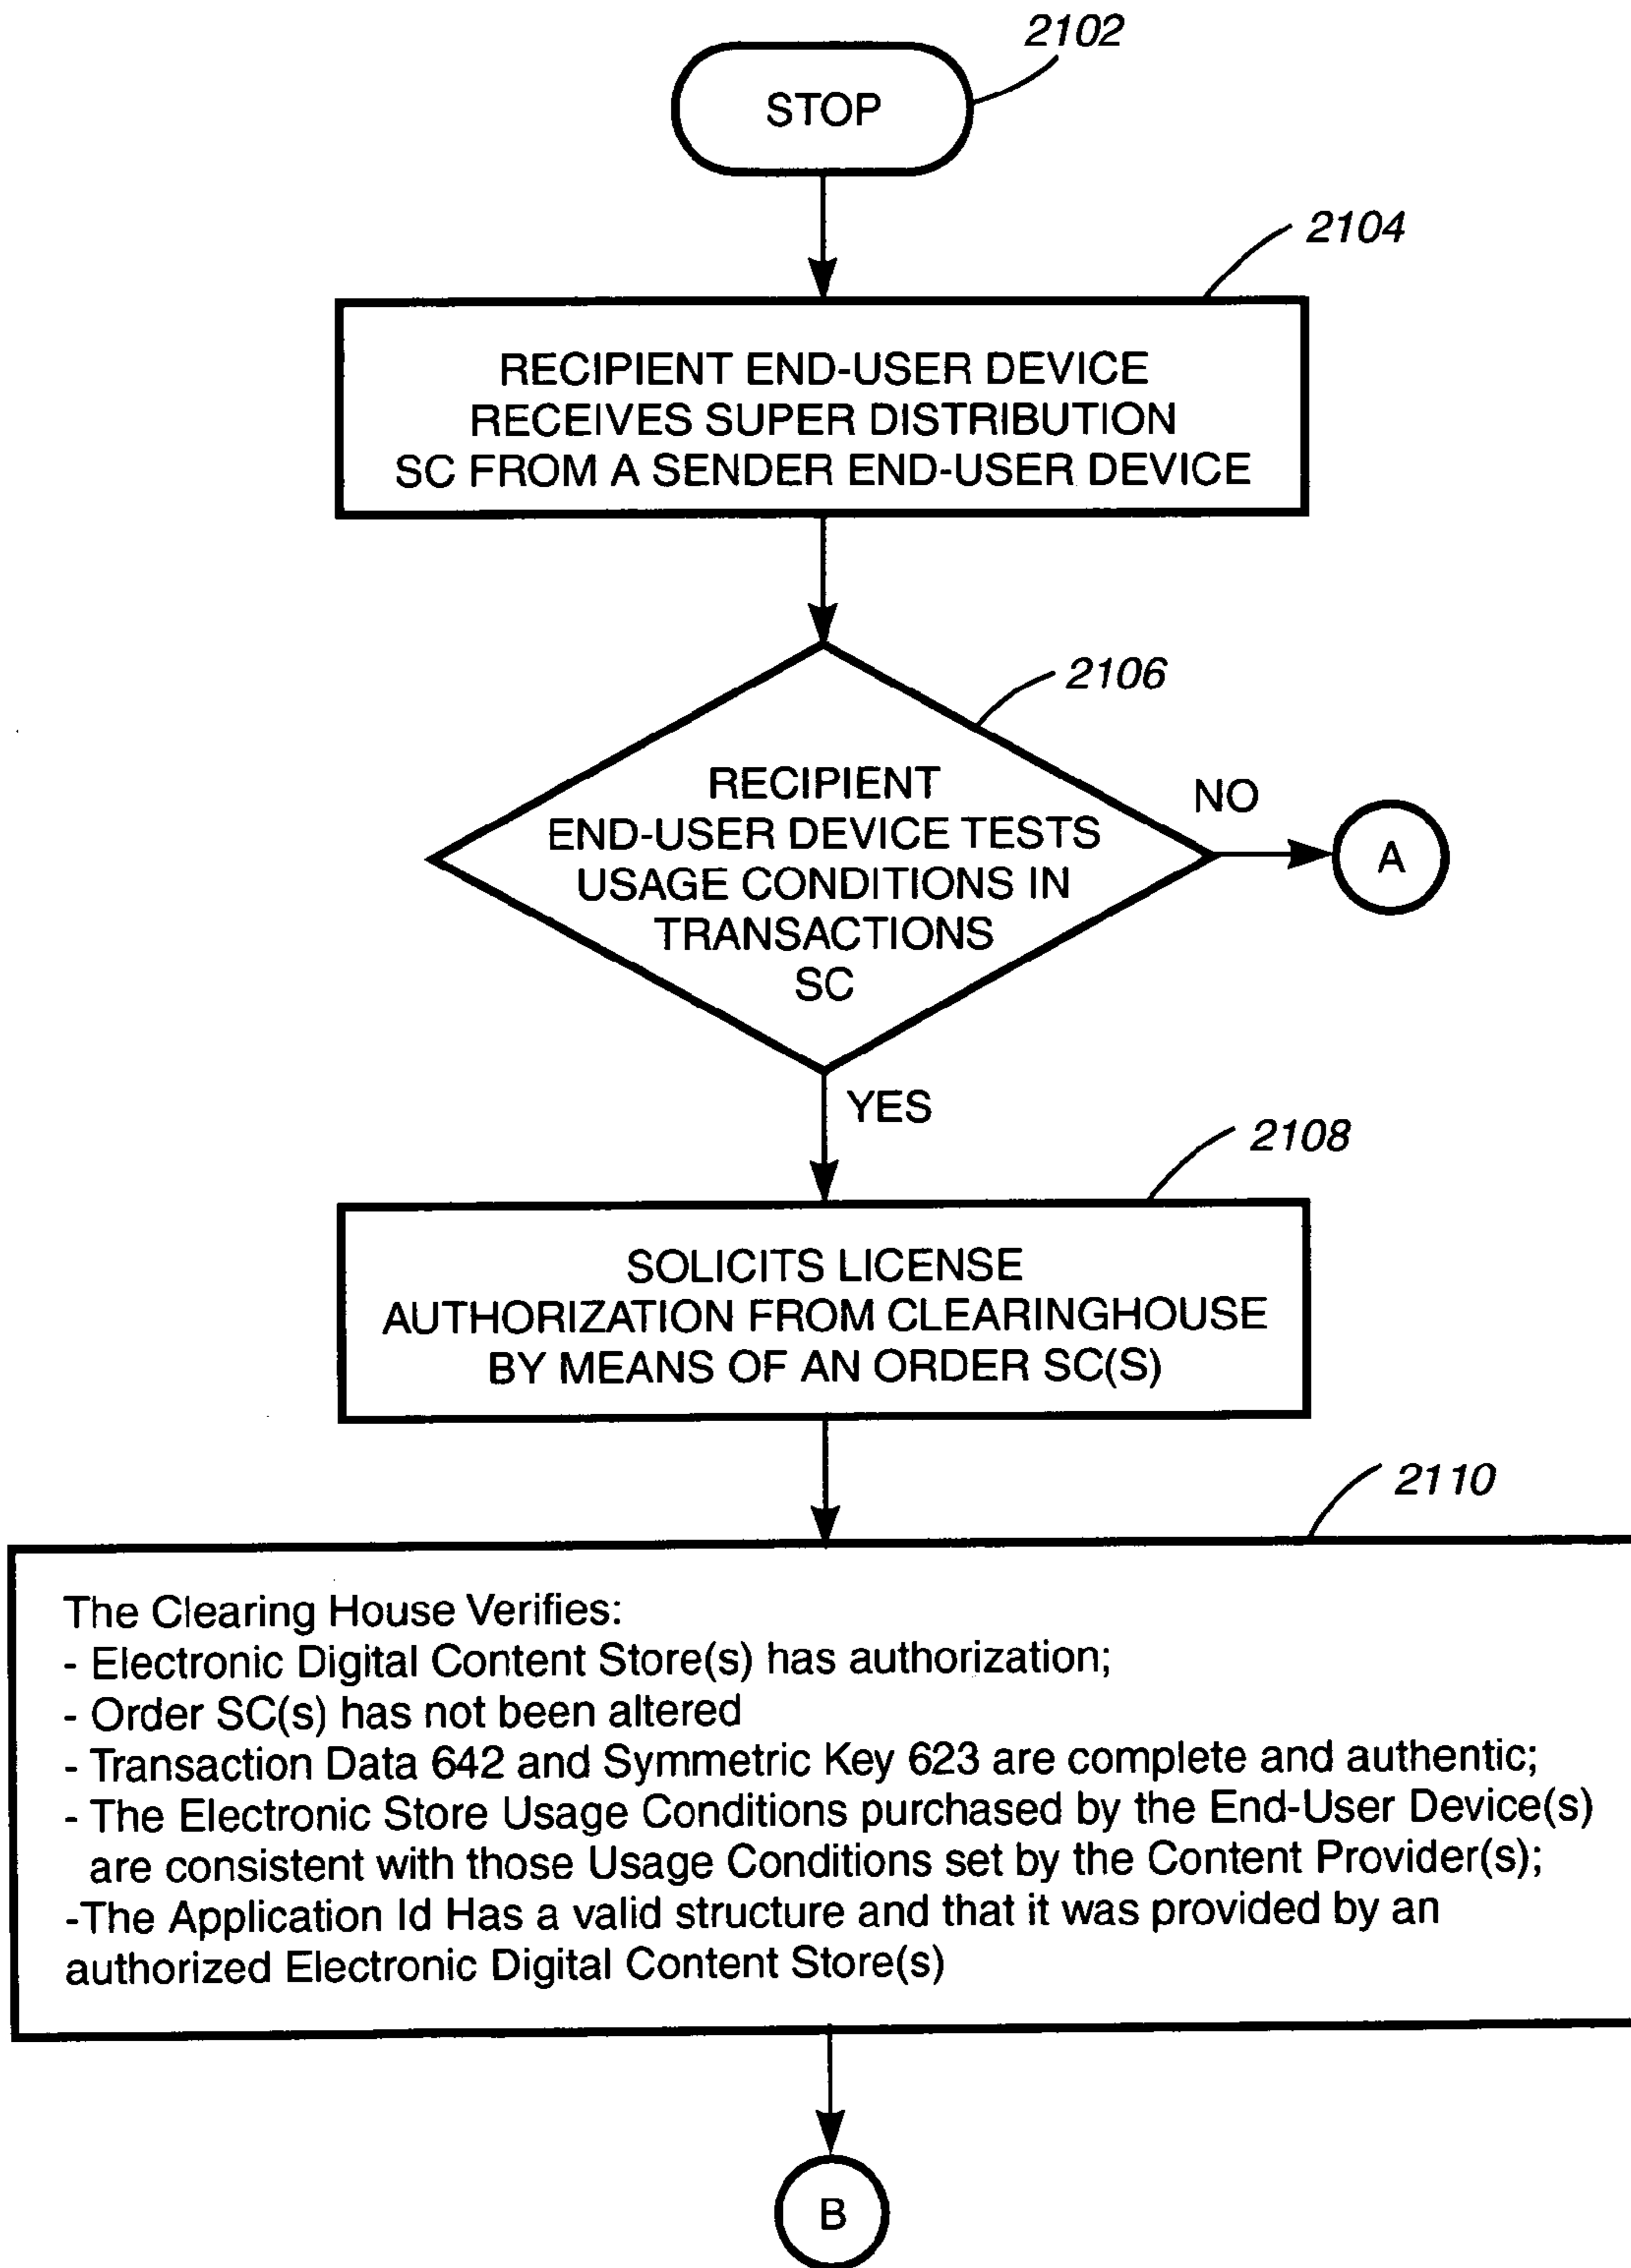 2102
STOP
2104
RECIPIENT END-USER DEVICE
RECEIVES SUPER DISTRIBUTION
SC FROM A SENDER END-USER DEVICE
2106
RECIPIENT
END-USER DEVICE TESTS
USAGE CONDITIONS IN
TRANSACTIONS
SC
NO
A
YES
2108
SOLICITS LICENSE
AUTHORIZATION FROM CLEARINGHOUSE
BY MEANS OF AN ORDER SC(S)
2110
The Clearing House Verifies:
- Electronic Digital Content Store(s) has authorization;
- Order SC(s) has not been altered
- Transaction Data 642 and Symmetric Key 623 are complete and authentic;
- The Electronic Store Usage Conditions purchased by the End-User Device(s)
are consistent with those Usage Conditions set by the Content Provider(s);
-The Application Id Has a valid structure and that it was provided by an
authorized Electronic Digital Content Store(s)
B